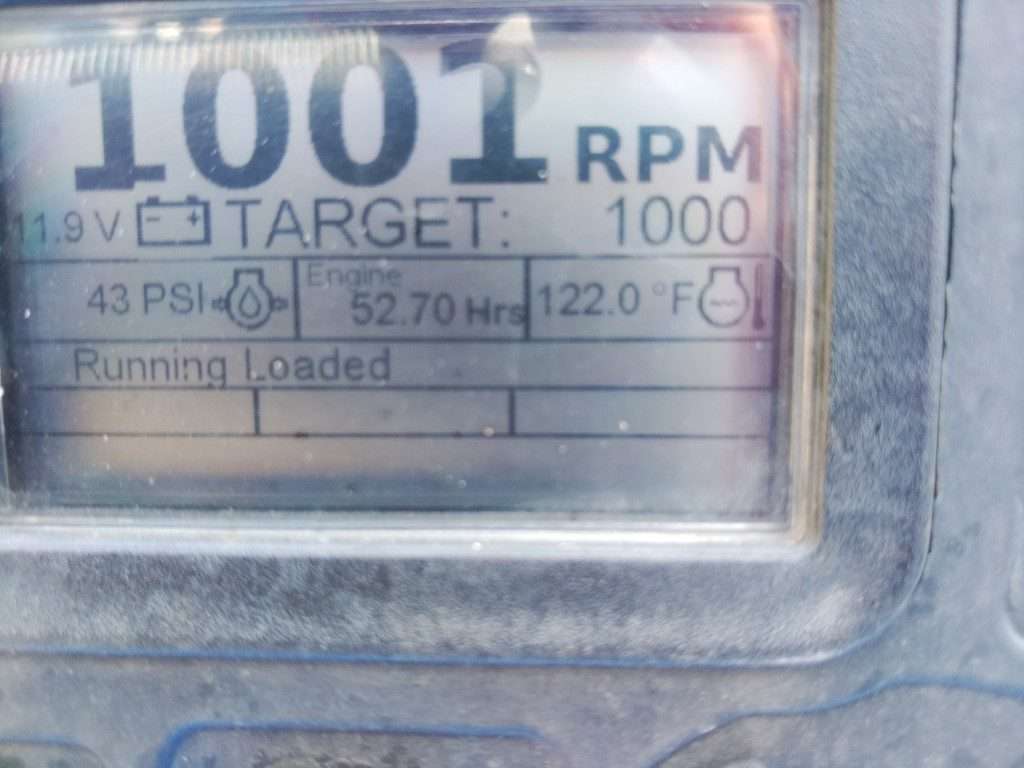 1001 RPM
11.9 V TARGET: 1000
43 PSI Engine 52.70 Hrs 122.0 °F
Running Loaded